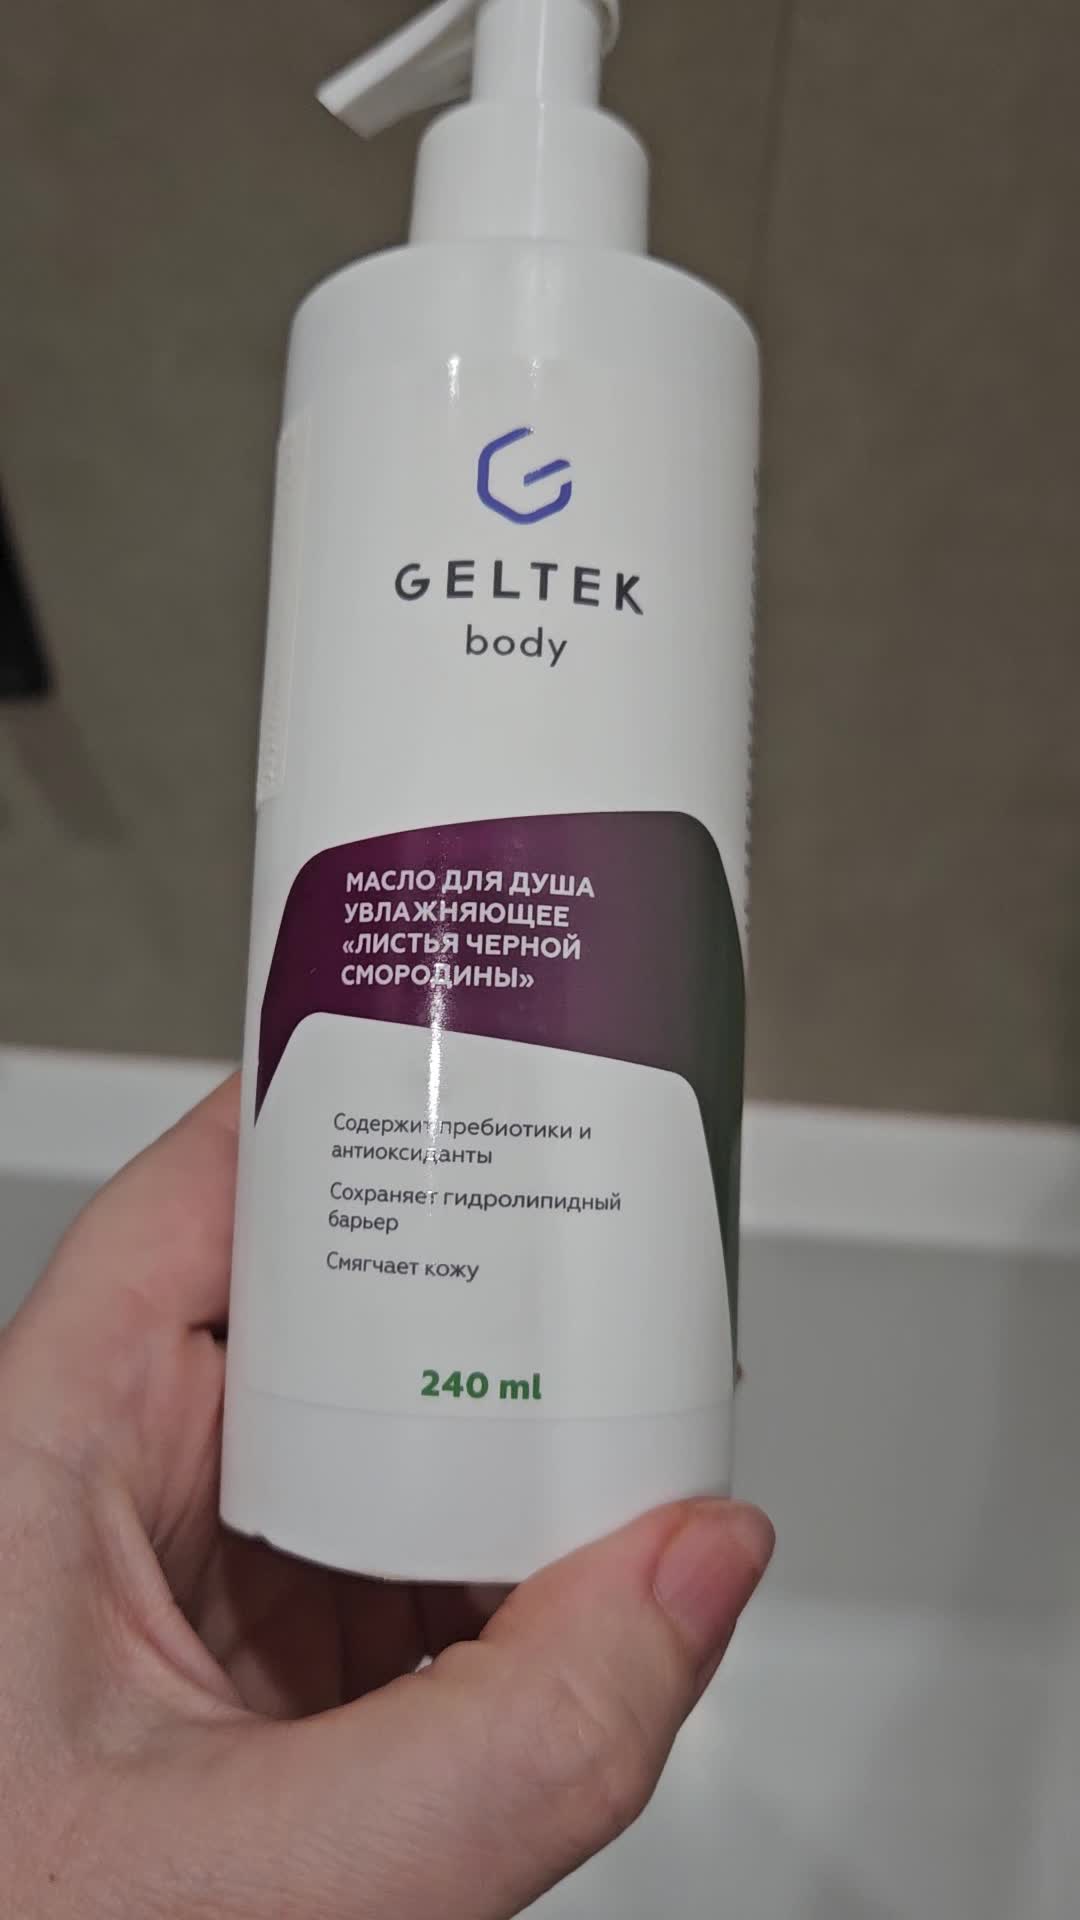 GELTEK
body
МАСЛО ДЛЯ ДУША
УВЛАЖНЯЮЩЕЕ
«ЛИСТЬЯ ЧЕРНОЙ
СМОРОДИНЫ»
Содержит пребиотики и
антиоксиданты
Сохраняет гидролипидный
барьер
Смягчает кожу
240 ml